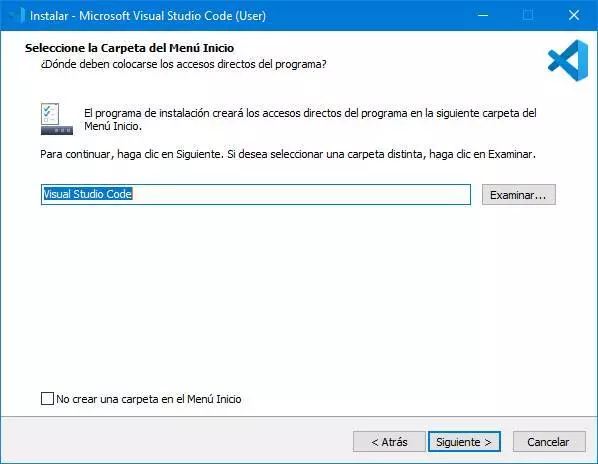 Instalar - Microsoft Visual Studio Code (User)
Seleccione la Carpeta del Menú Inicio
¿Dónde deben colocarse los accesos directos del programa?
El programa de instalación creará los accesos directos del programa en la siguiente carpeta del
Menú Inicio.
Para continuar, haga clic en Siguiente. Si desea seleccionar una carpeta distinta, haga clic en Examinar.
Visual Studio Code
Examinar...
No crear una carpeta en el Menú Inicio
< Atrás
Siguiente >
Cancelar